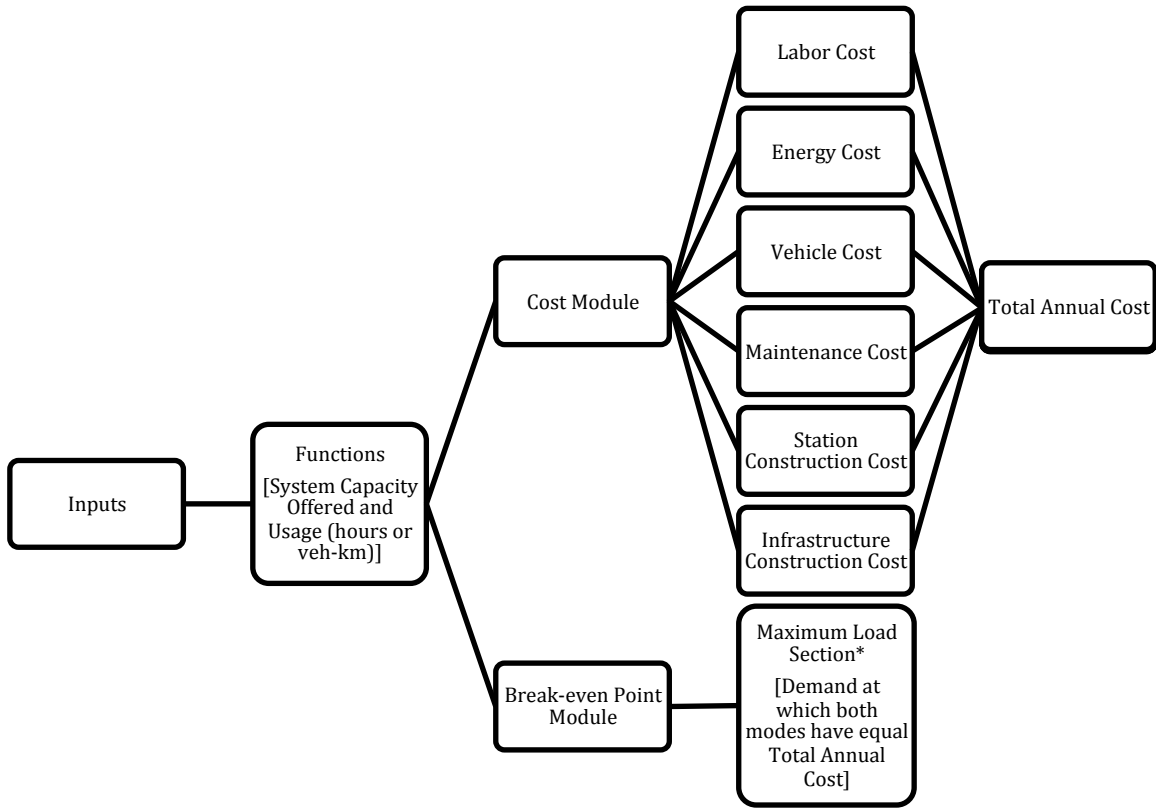 Inputs
Functions
[System Capacity
Offered and
Usage (hours or
veh-km)]
Cost Module
Break-even Point
Module
Labor Cost
Energy Cost
Vehicle Cost
Maintenance Cost
Station
Construction Cost
Infrastructure
Construction Cost
Maximum Load
Section*
[Demand at
which both
modes have equal
Total Annual
Cost]
Total Annual Cost